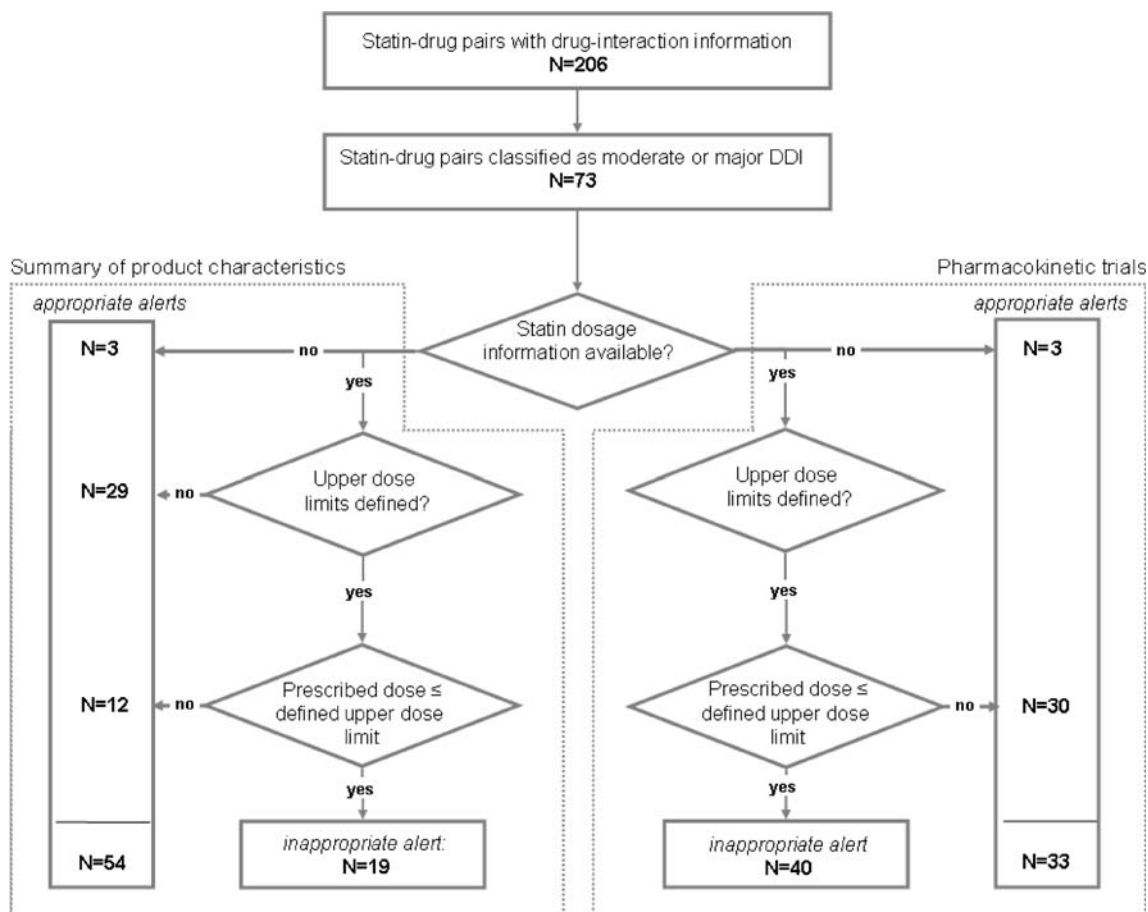 Statin-drug pairs with drug-interaction information
N=206
Statin-drug pairs classified as moderate or major DDI
N=73
Summary of product characteristics
Pharmacokinetic trials
appropriate alerts
appropriate alerts
Statin dosage
information available?
N=3
no
no
N=3
yes
yes
Upper dose
limits defined?
Upper dose
limits defined?
N=29
no
yes
yes
Prescribed dose ≤
defined upper dose
limit
Prescribed dose ≤
defined upper dose
limit
N=12
no
no
N=30
yes
yes
inappropriate alert:
N=19
inappropriate alert
N=40
N=54
N=33